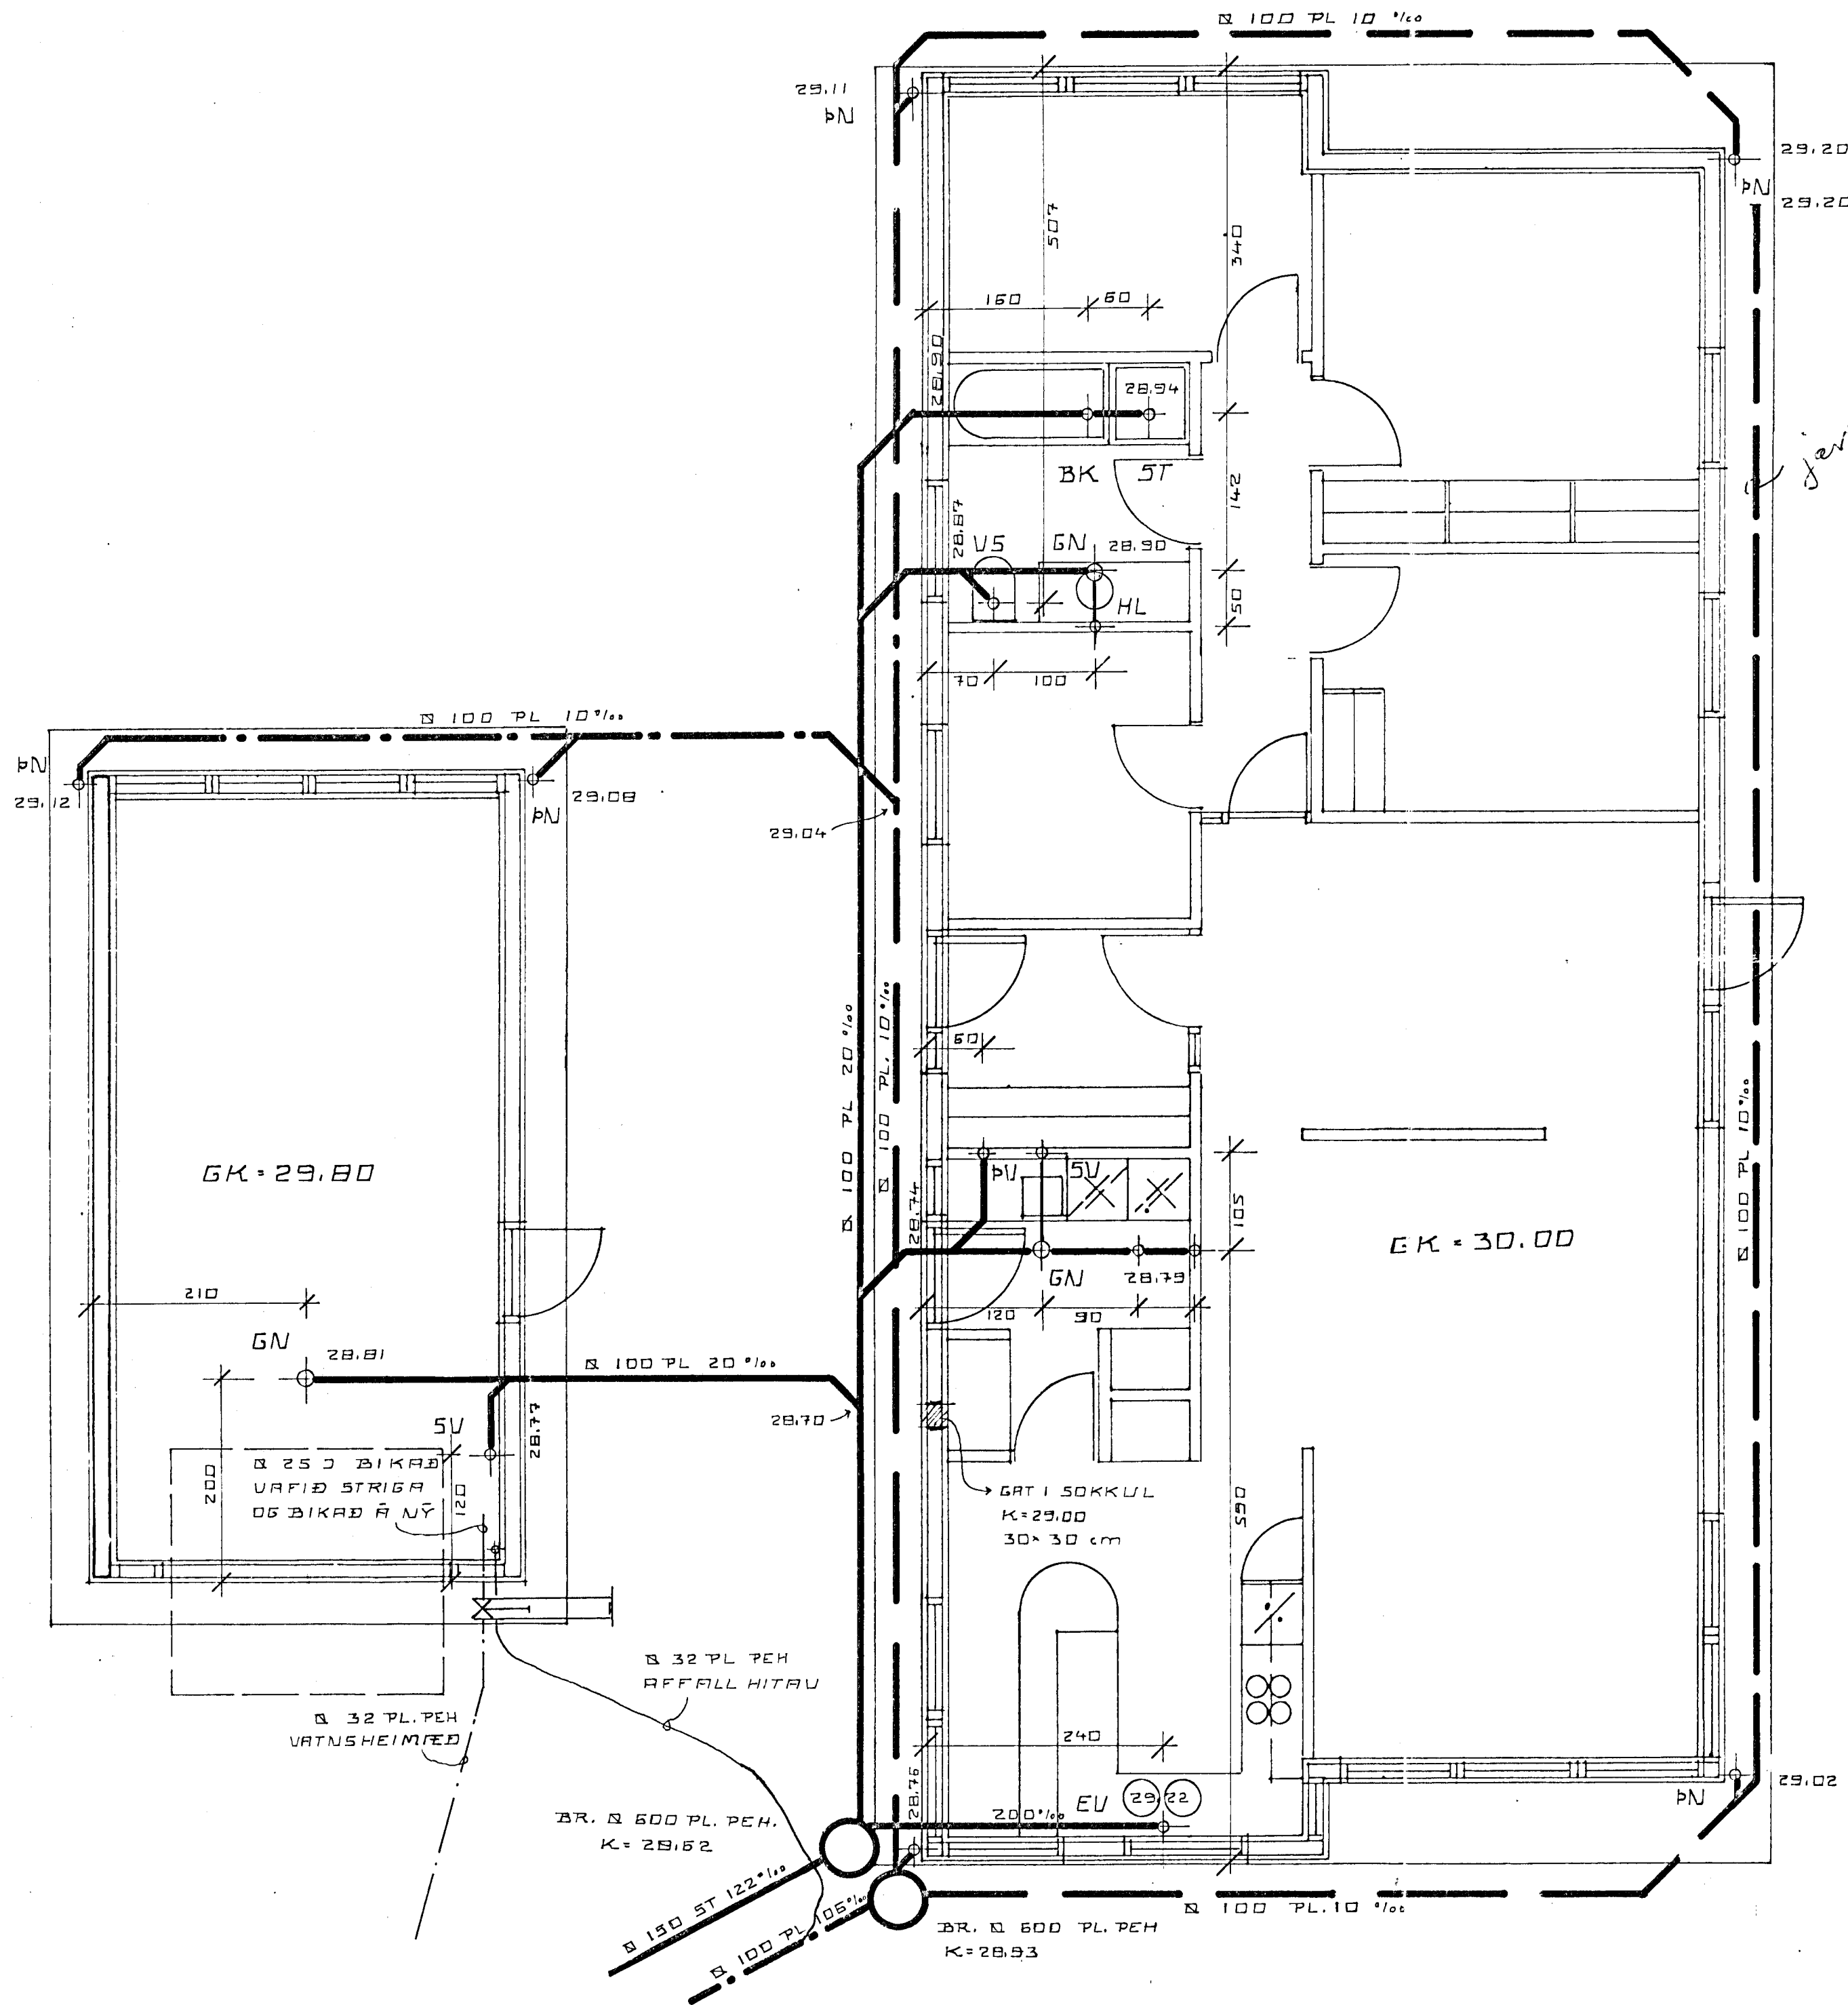 ⌀ 100 PL 10 ‰
29.11
ÞN
29.20
ÞN
29.20
507
340
160
60
28.90
28.94
BK
ST
142
28.87
VS
GN
28.90
HL
50
70
100
⌀ 100 PL 10‰
ÞN
29.12
29.08
ÞN
29.04
⌀ 100 PL 20 ‰
⌀ 100 PL. 10‰
60
GK = 29.80
ÞV
SV
28.74
105
GK = 30.00
⌀ 100 PL 10‰
GN
28.79
120
90
210
GN
28.81
⌀ 100 PL 20 ‰
28.70
SV
28.77
⌀ 25 J BIKAÐ
VAFIÐ STRIGA
OG BIKAÐ Á NÝ
200
120
GAT I SOKKUL
K=29.00
30× 30 cm
590
⌀ 32 PL PEH
AFFALL HITAV
⌀ 32 PL. PEH
VATNSHEIMÆÐ
240
28.76
200‰
EV
29.22
29.02
ÞN
BR. ⌀ 600 PL. PEH.
K= 28.62
⌀ 150 ST 122‰
⌀ 100 PL 106‰
⌀ 100 PL. 10 ‰
BR. ⌀ 600 PL. PEH
K=28.93